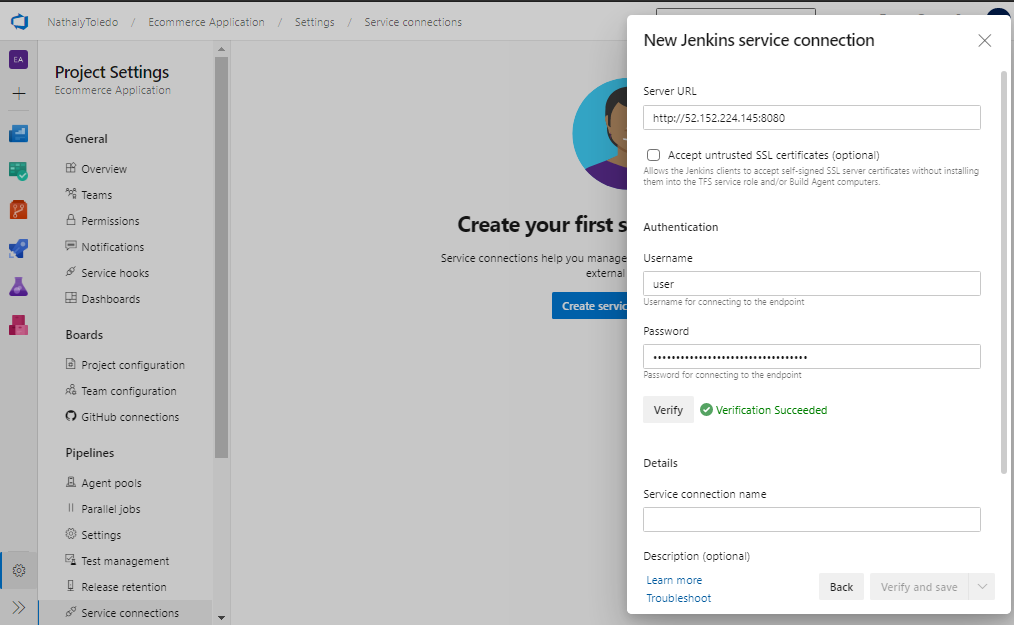 NathalyToledo / Ecommerce Application / Settings / Service connections
EA
Project Settings
Ecommerce Application
General
Overview
Teams
Permissions
Notifications
Service hooks
Dashboards
Boards
Project configuration
Team configuration
GitHub connections
Pipelines
Agent pools
Parallel jobs
Settings
Test management
Release retention
Service connections
Create your first s
Service connections help you manage
external
Create servic
New Jenkins service connection
Server URL
http://52.152.224.145:8080
Accept untrusted SSL certificates (optional)
Allows the Jenkins clients to accept self-signed SSL server certificates without installing
them into the TFS service role and/or Build Agent computers.
Authentication
Username
user
Username for connecting to the endpoint
Password
Password for connecting to the endpoint
Verify
Verification Succeeded
Details
Service connection name
Description (optional)
Learn more
Troubleshoot
Back
Verify and save